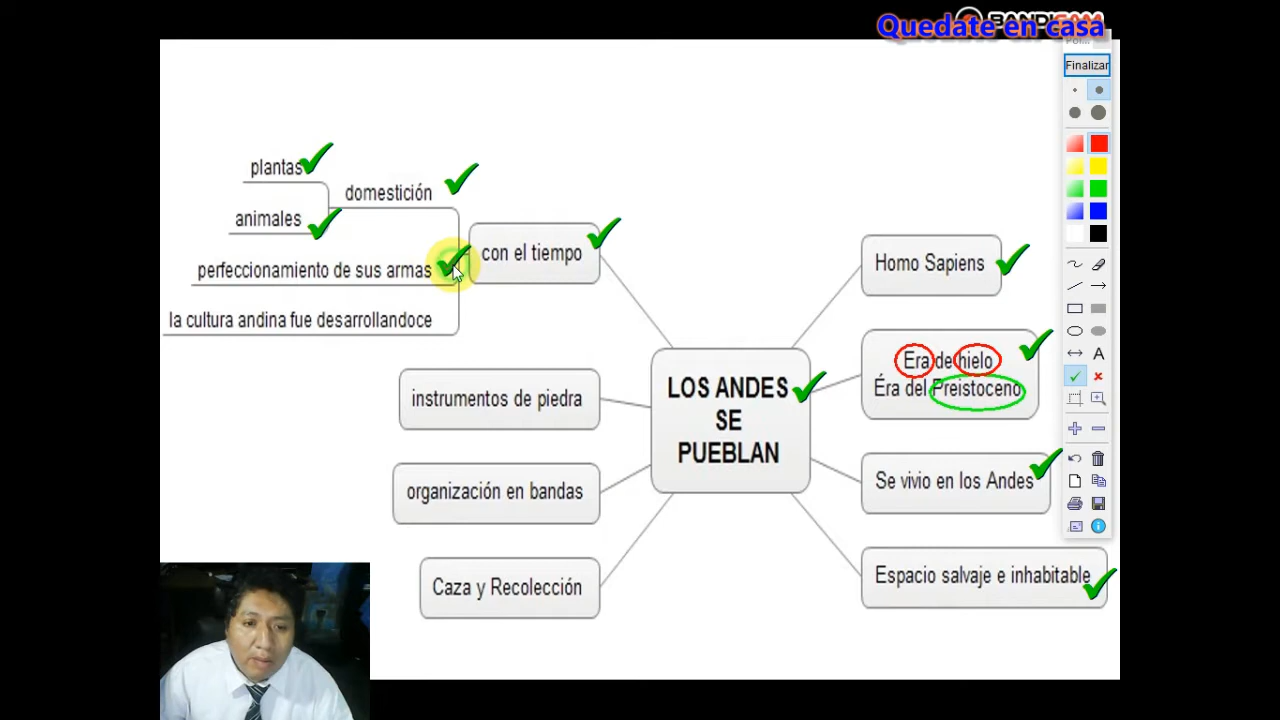 BANDICAM
Quedate en casa
Finalizar
plantas
domestición
animales
con el tiempo
perfeccionamiento de sus armas
la cultura andina fue desarrollandoce
instrumentos de piedra
organización en bandas
Caza y Recolección
LOS ANDES
SE
PUEBLAN
Homo Sapiens
Era de hielo
Éra del Preistoceno
Se vivio en los Andes
Espacio salvaje e inhabitable
A